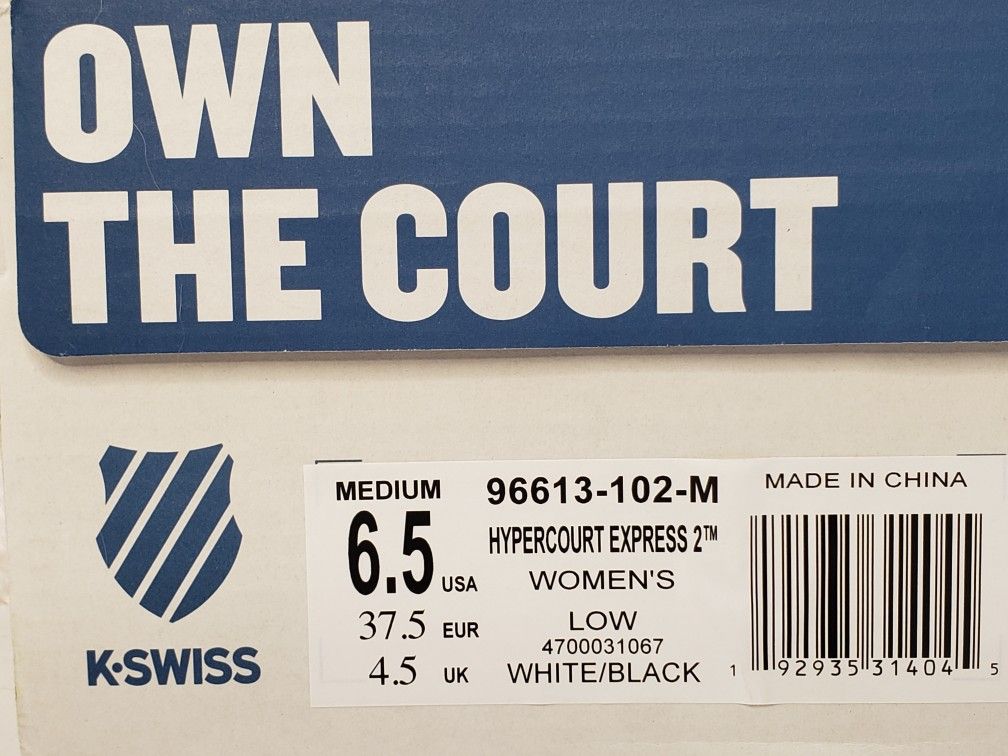 OWN
THE COURT
K·SWISS
MEDIUM
6.5 USA
37.5 EUR
4.5 UK
96613-102-M
HYPERCOURT EXPRESS 2™
WOMEN'S
LOW
4700031067
WHITE/BLACK
MADE IN CHINA
1 92935 31404 5